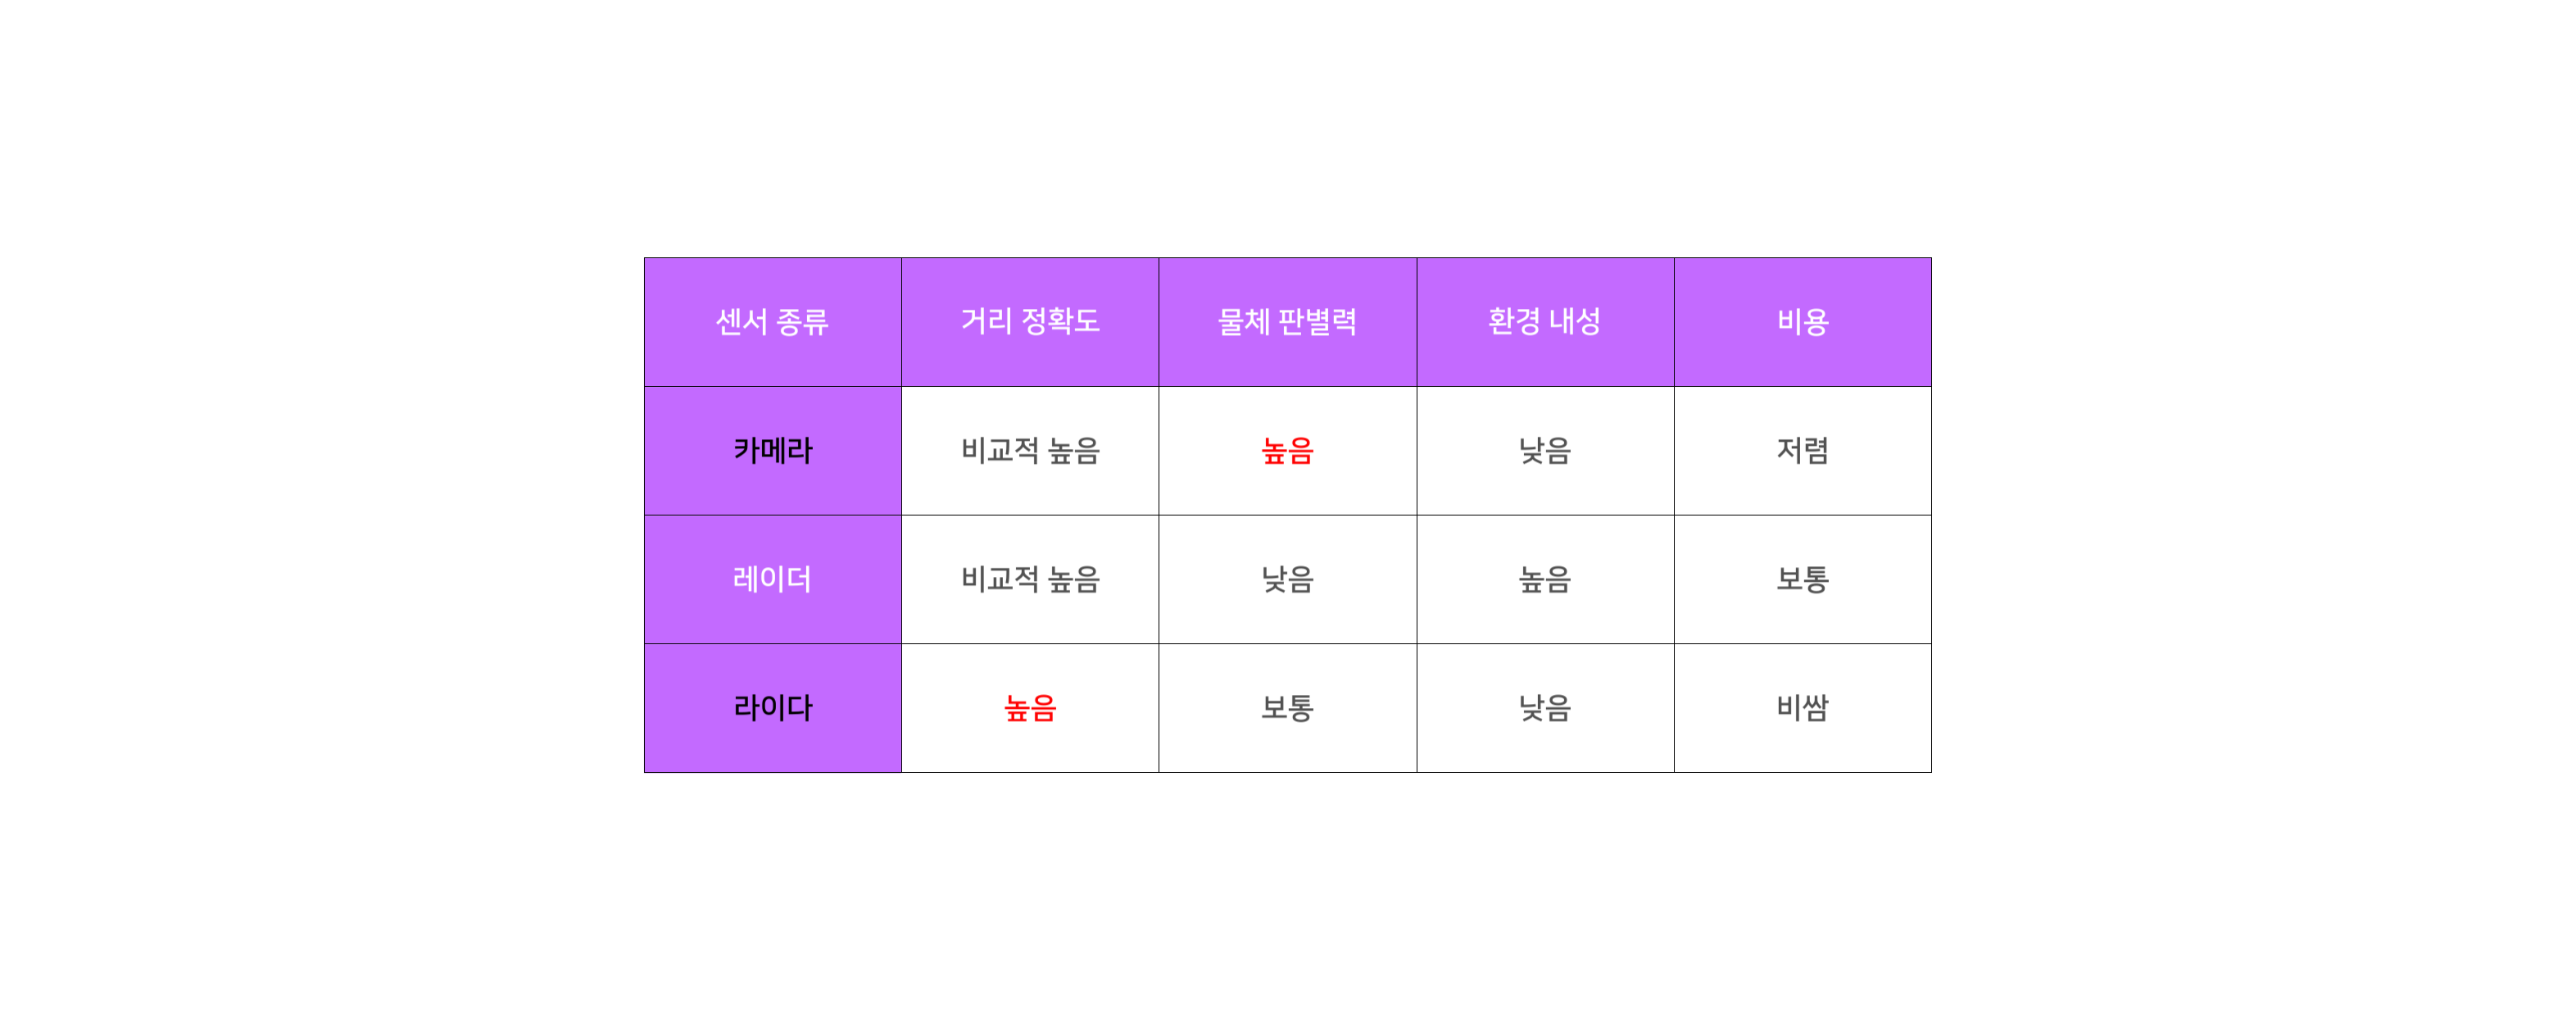 센서 종류 거리 정확도 물체 판별력 환경 내성 비용
카메라 비교적 높음 높음 낮음 저렴
레이더 비교적 높음 낮음 높음 보통
라이다 높음 보통 낮음 비쌈